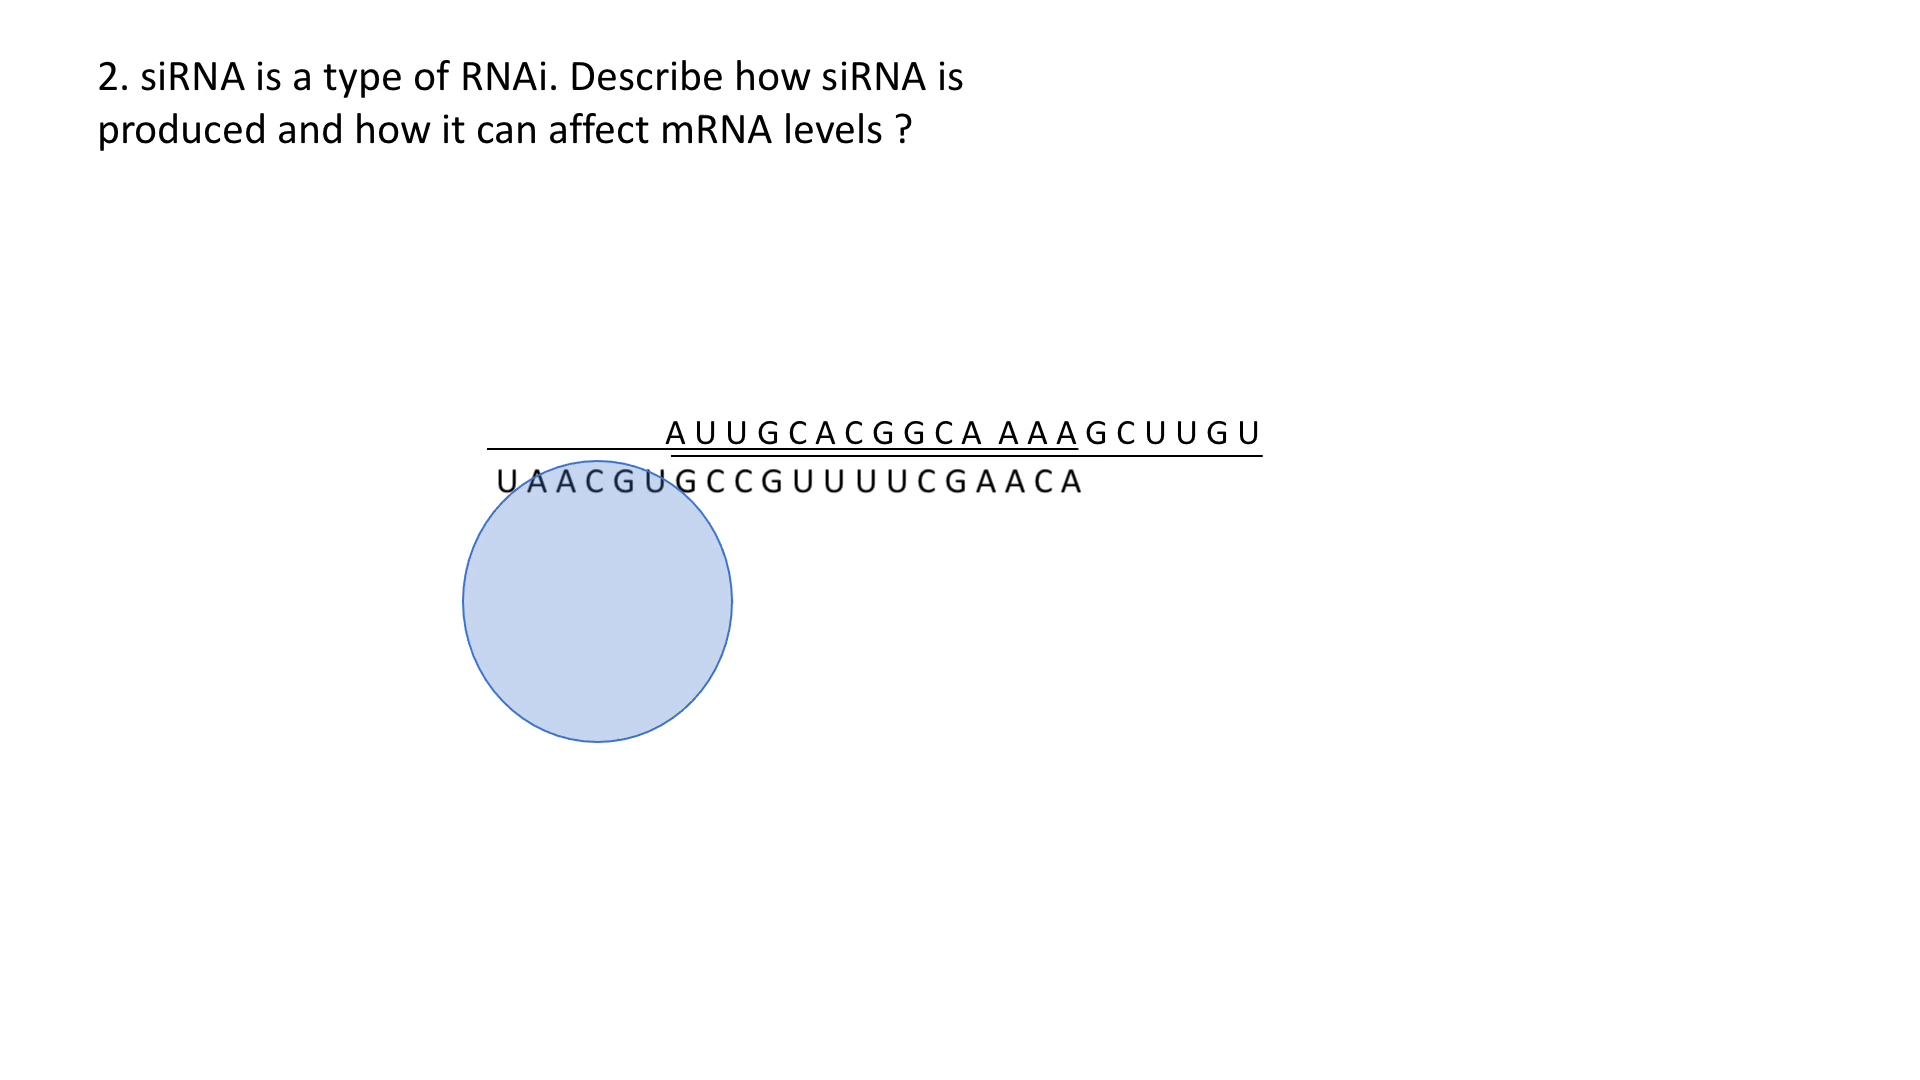 2. siRNA is a type of RNAi. Describe how siRNA is
produced and how it can affect mRNA levels ?
A U U G C A C G G C A A A A G C U U G U
U A A C G U G C C G U U U U C G A A C A